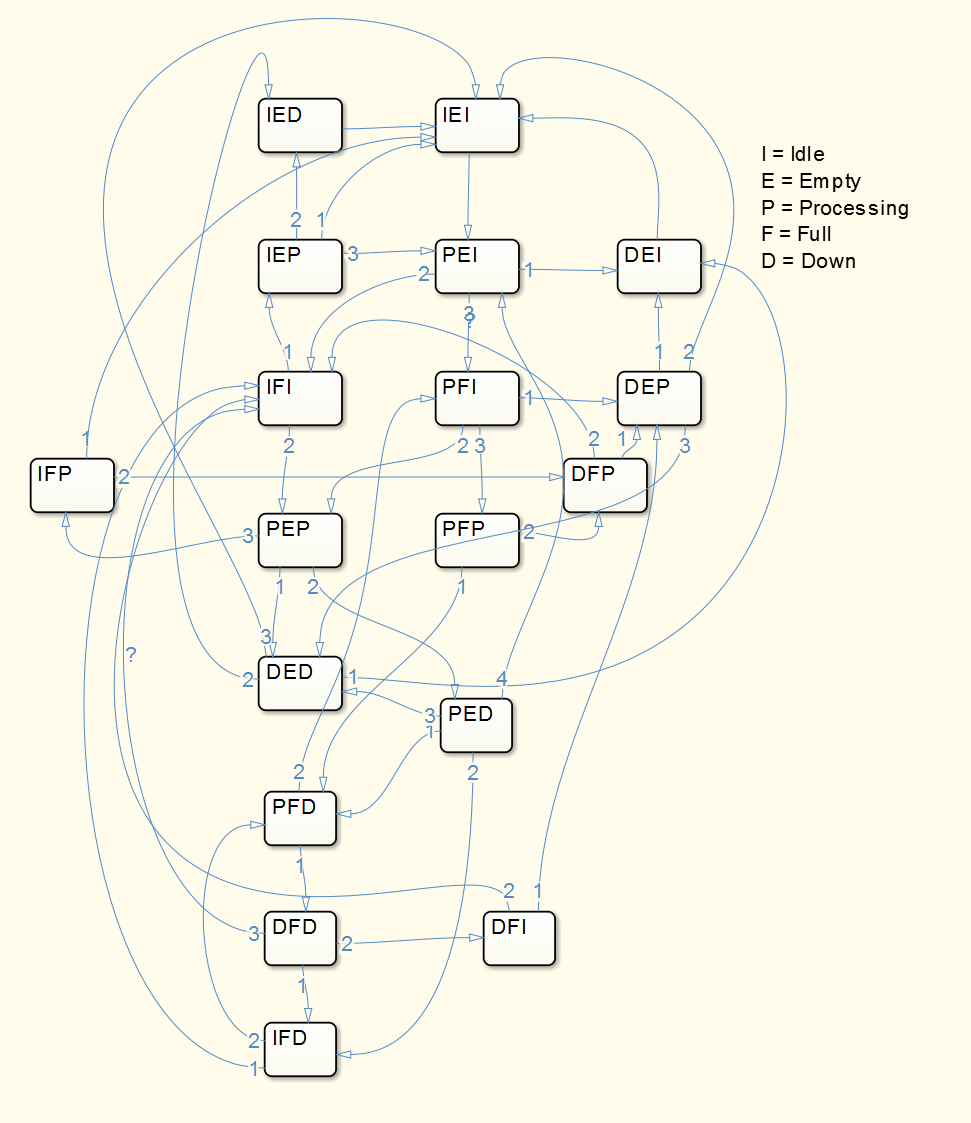 IED
IEI
I = Idle
E = Empty
P = Processing
F = Full
D = Down
2
1
IEP
3
PEI
2
1
DEI
3
?
1
1
2
IFI
PFI
1
DEP
1
2
2
3
2
1
3
IFP
2
DFP
PEP
3
PFP
2
1
2
1
3
?
DED
2
1
4
PED
3
1
2
2
PFD
1
2
1
DFD
3
2
DFI
1
IFD
2
1